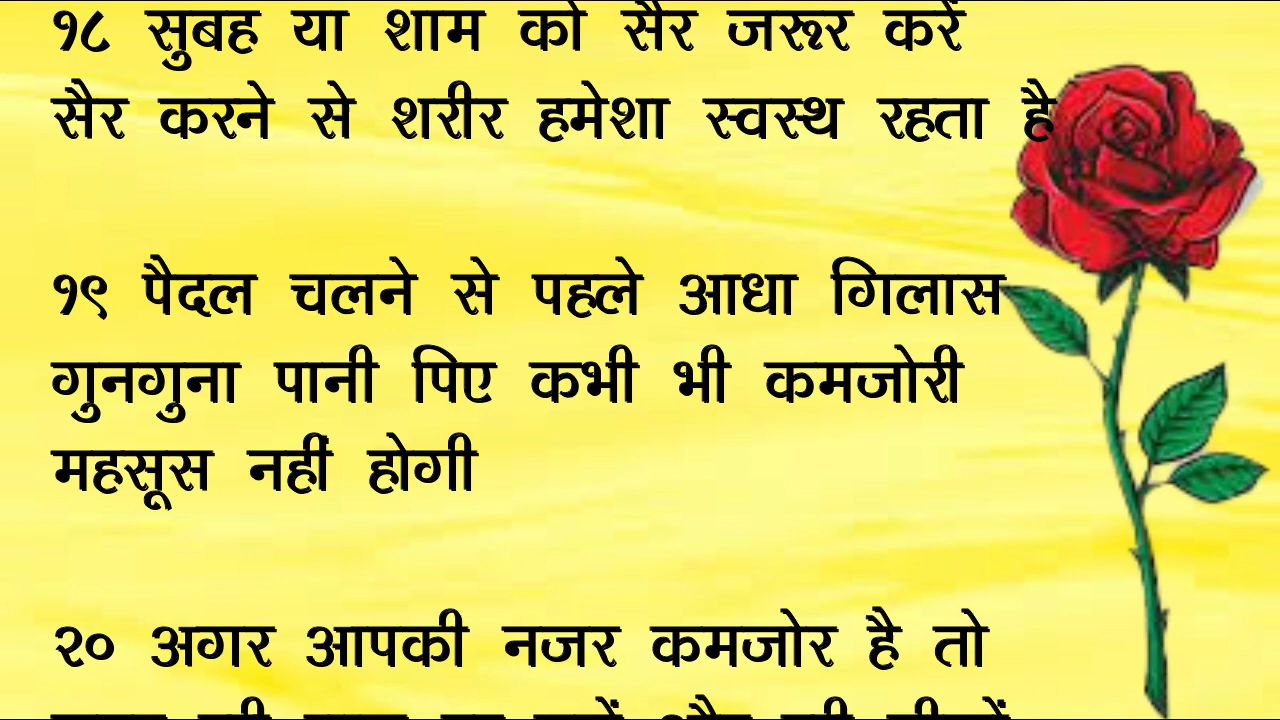 १८ सुबह या शाम को सैर जरूर करें
सैर करने से शरीर हमेशा स्वस्थ रहता है
१९ पैदल चलने से पहले आधा गिलास
गुनगुना पानी पिए कभी भी कमजोरी
महसूस नहीं होगी
२० अगर आपकी नजर कमजोर है तो